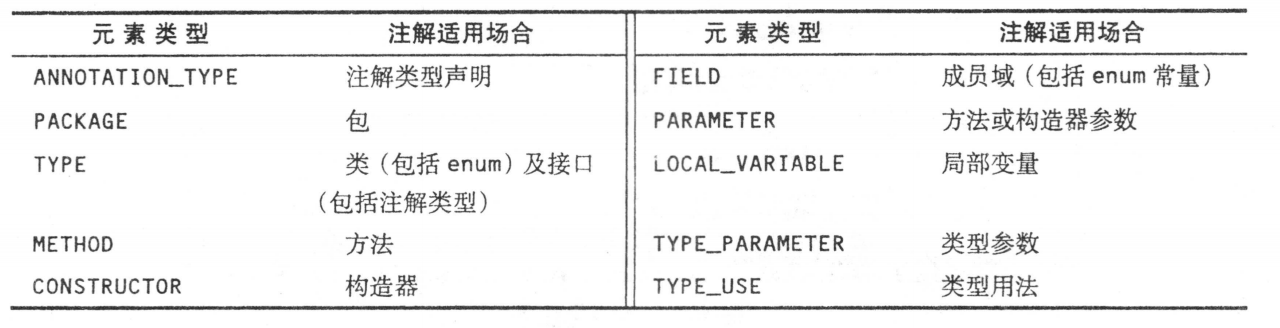 元素类型 注解适用场合 元素类型 注解适用场合
ANNOTATION_TYPE 注解类型声明 FIELD 成员域（包括 enum 常量）
PACKAGE 包 PARAMETER 方法或构造器参数
TYPE 类（包括 enum）及接口 LOCAL_VARIABLE 局部变量
（包括注解类型）
METHOD 方法 TYPE_PARAMETER 类型参数
CONSTRUCTOR 构造器 TYPE_USE 类型用法